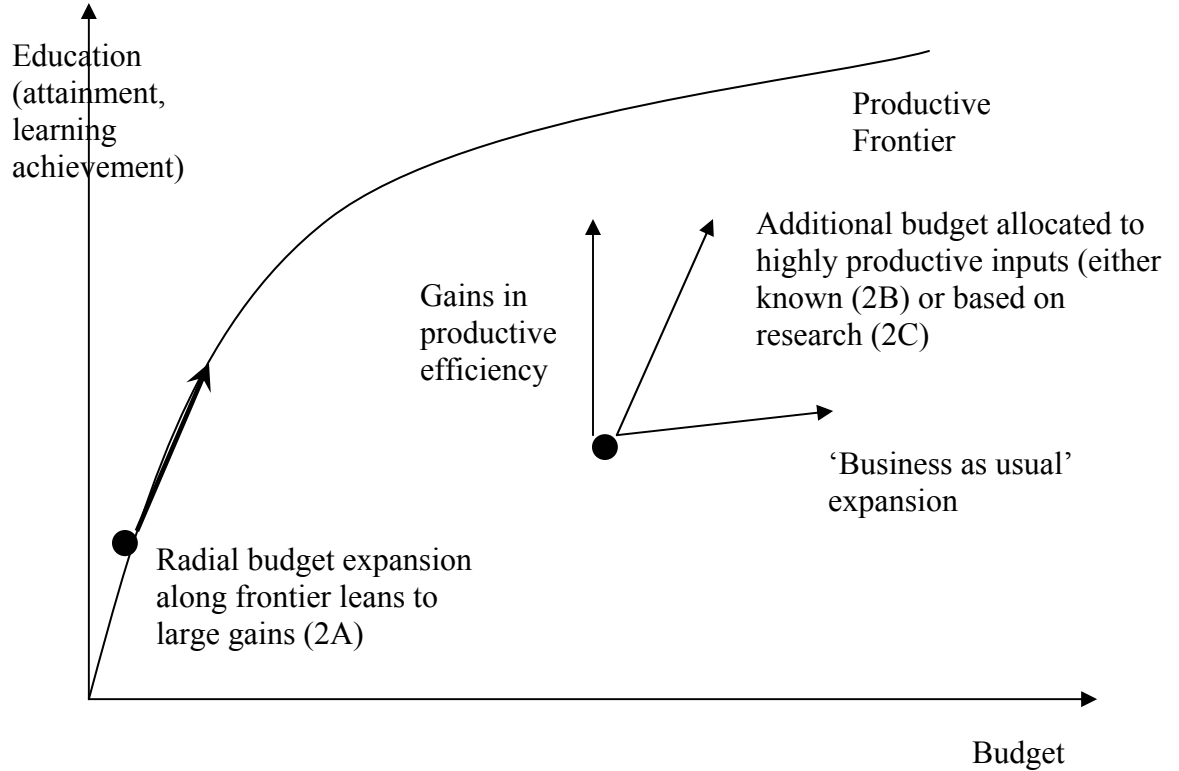 Education
(attainment,
learning
achievement)
Productive
Frontier
Additional budget allocated to
highly productive inputs (either
known (2B) or based on
research (2C)
Gains in
productive
efficiency
‘Business as usual’
expansion
Radial budget expansion
along frontier leans to
large gains (2A)
Budget